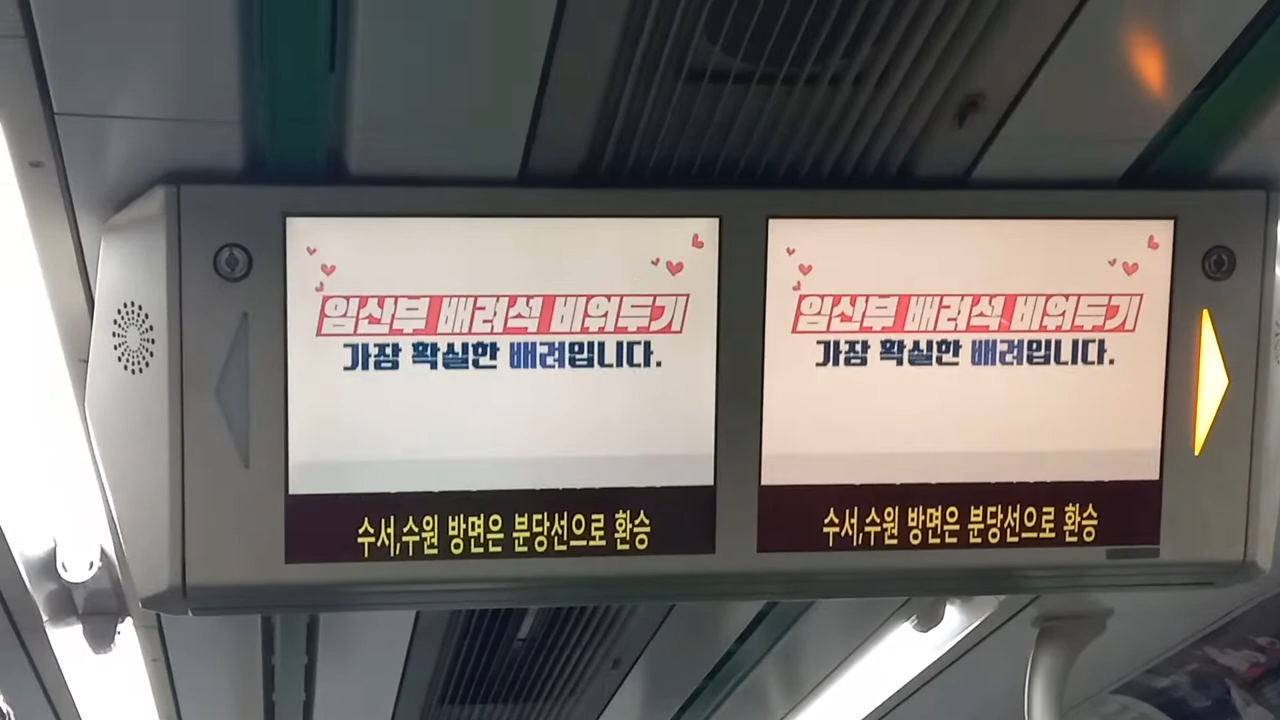 임산부 배려석 비워두기
가장 확실한 배려입니다.
수서,수원 방면은 분당선으로 환승
임산부 배려석 비워두기
가장 확실한 배려입니다.
수서,수원 방면은 분당선으로 환승